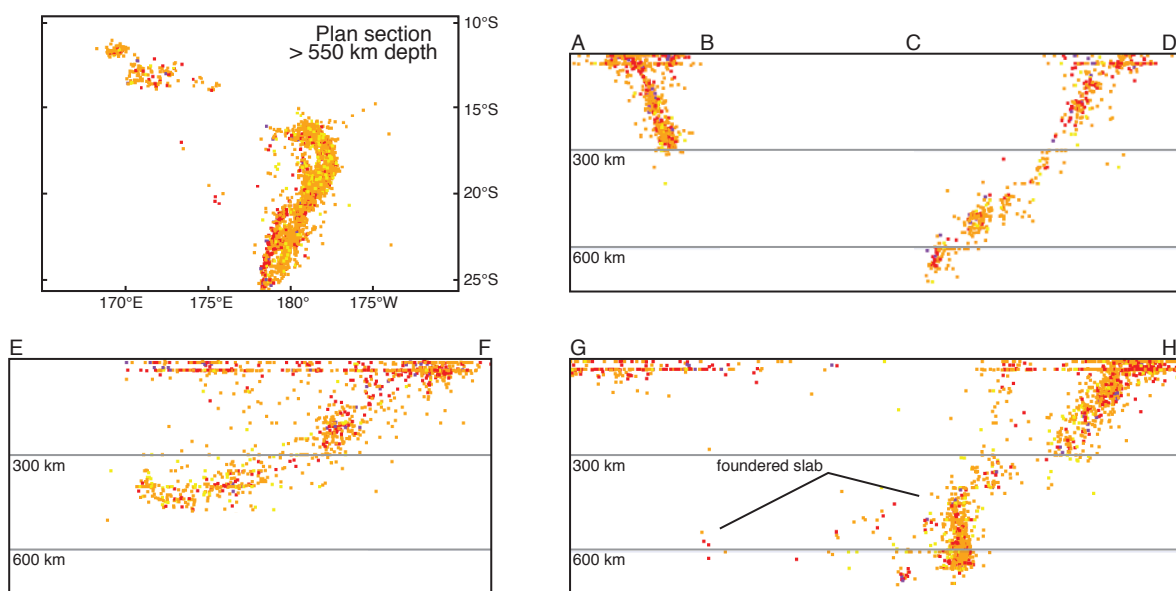 Plan section
> 550 km depth
10°S
15°S
20°S
25°S
170°E
175°E
180°
175°W
A
B
C
D
300 km
600 km
E
F
300 km
600 km
G
H
300 km
foundered slab
600 km